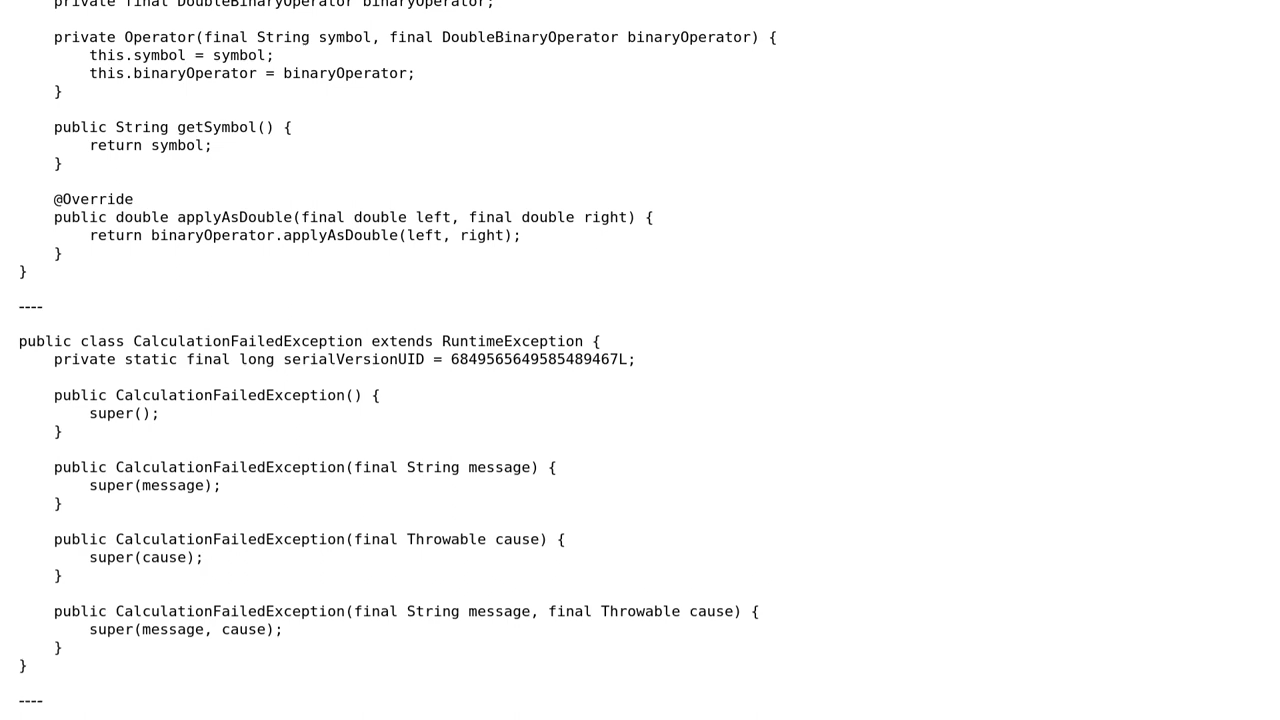 private final DoubleBinaryOperator binaryOperator;
private Operator(final String symbol, final DoubleBinaryOperator binaryOperator) {
this.symbol = symbol;
this.binaryOperator = binaryOperator;
}
public String getSymbol() {
return symbol;
}
@Override
public double applyAsDouble(final double left, final double right) {
return binaryOperator.applyAsDouble(left, right);
}
}
----
public class CalculationFailedException extends RuntimeException {
private static final long serialVersionUID = 6849565649585489467L;
public CalculationFailedException() {
super();
}
public CalculationFailedException(final String message) {
super(message);
}
public CalculationFailedException(final Throwable cause) {
super(cause);
}
public CalculationFailedException(final String message, final Throwable cause) {
super(message, cause);
}
}
----